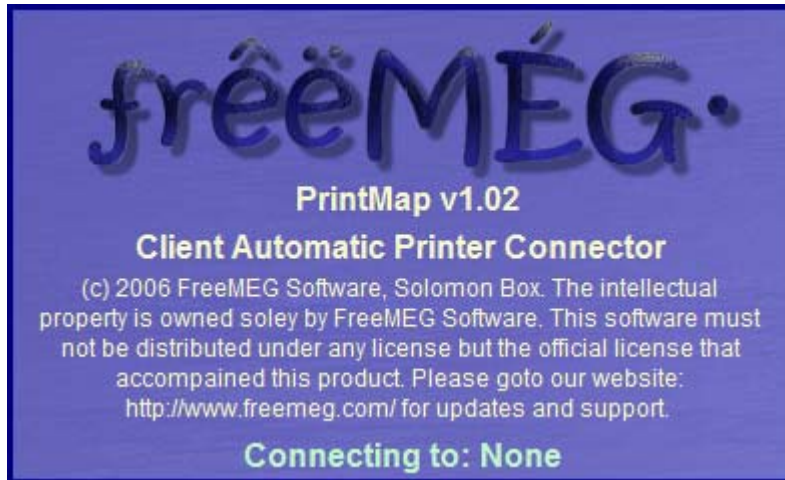 frêëMÉG·
PrintMap v1.02
Client Automatic Printer Connector
(c) 2006 FreeMEG Software, Solomon Box. The intellectual
property is owned soley by FreeMEG Software. This software must
not be distributed under any license but the official license that
accompained this product. Please goto our website:
http://www.freemeg.com/ for updates and support.
Connecting to: None